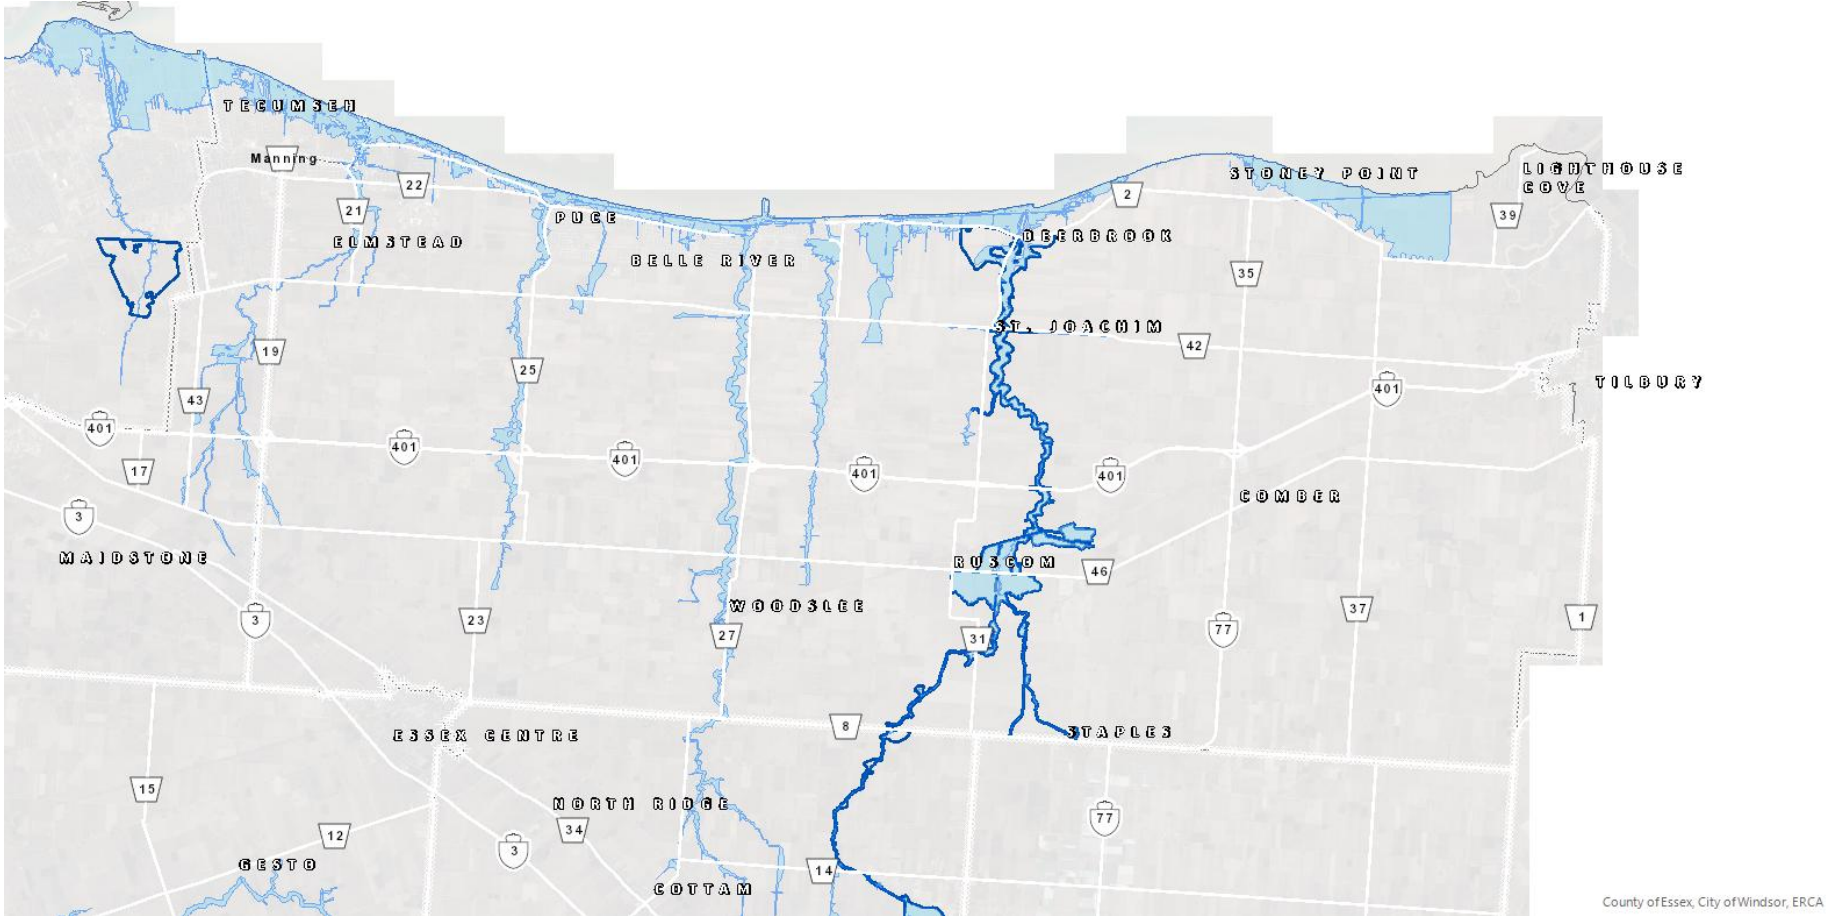 TECUMSEH
Manning
22
21
ELMSTEAD
PUCE
BELLE RIVER
2
STONEY POINT
LIGHTHOUSE
COVE
39
DEERBROOK
35
ST. JOACHIM
42
19
25
43
401
TILBURY
401
401
401
401
401
17
3
COMBER
MAIDSTONE
RUSCOM
46
WOODSLEE
3
23
27
31
77
37
1
ESSEX CENTRE
8
STAPLES
15
NORTH RIDGE
34
12
3
77
GESTO
14
COTTAM
County of Essex, City of Windsor, ERCA